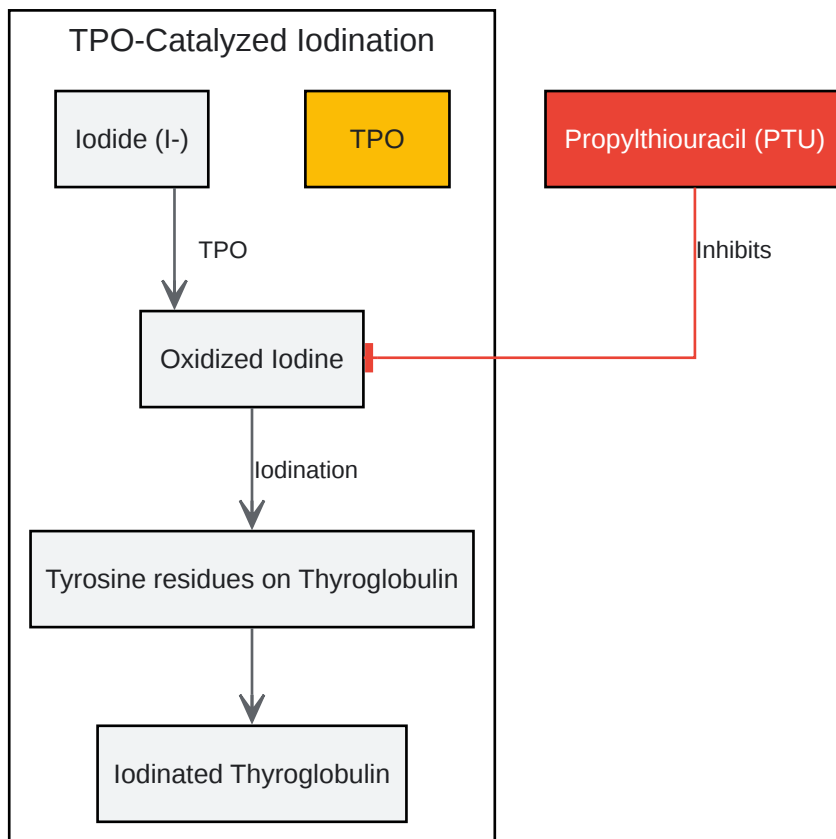 TPO-Catalyzed Iodination
Iodide (I-)
TPO
Propylthiouracil (PTU)
TPO
Inhibits
Oxidized Iodine
Iodination
Tyrosine residues on Thyroglobulin
Iodinated Thyroglobulin